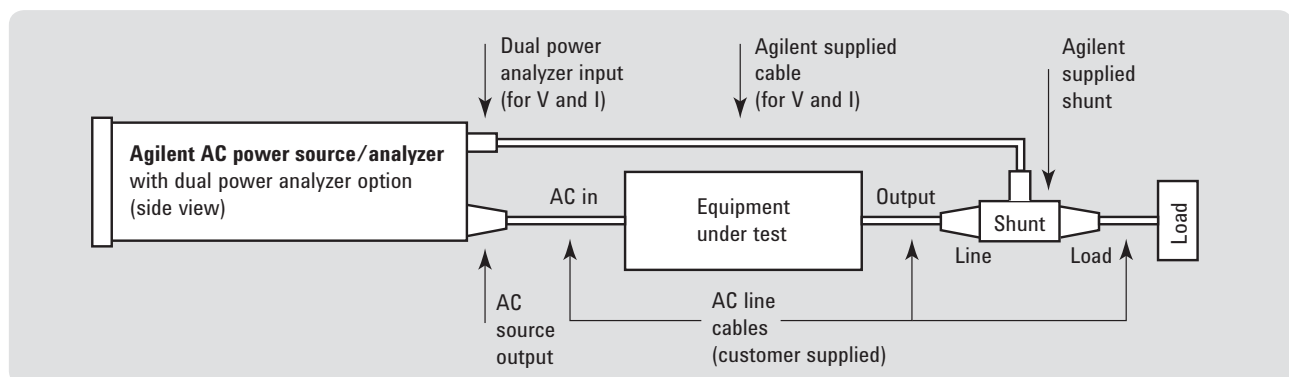 Dual power
analyzer input
(for V and I)
Agilent supplied
cable
(for V and I)
Agilent
supplied
shunt
Agilent AC power source/analyzer
with dual power analyzer option
(side view)
AC in
Equipment
under test
Output
Shunt
Line
Load
Load
AC
source
output
AC line
cables
(customer supplied)